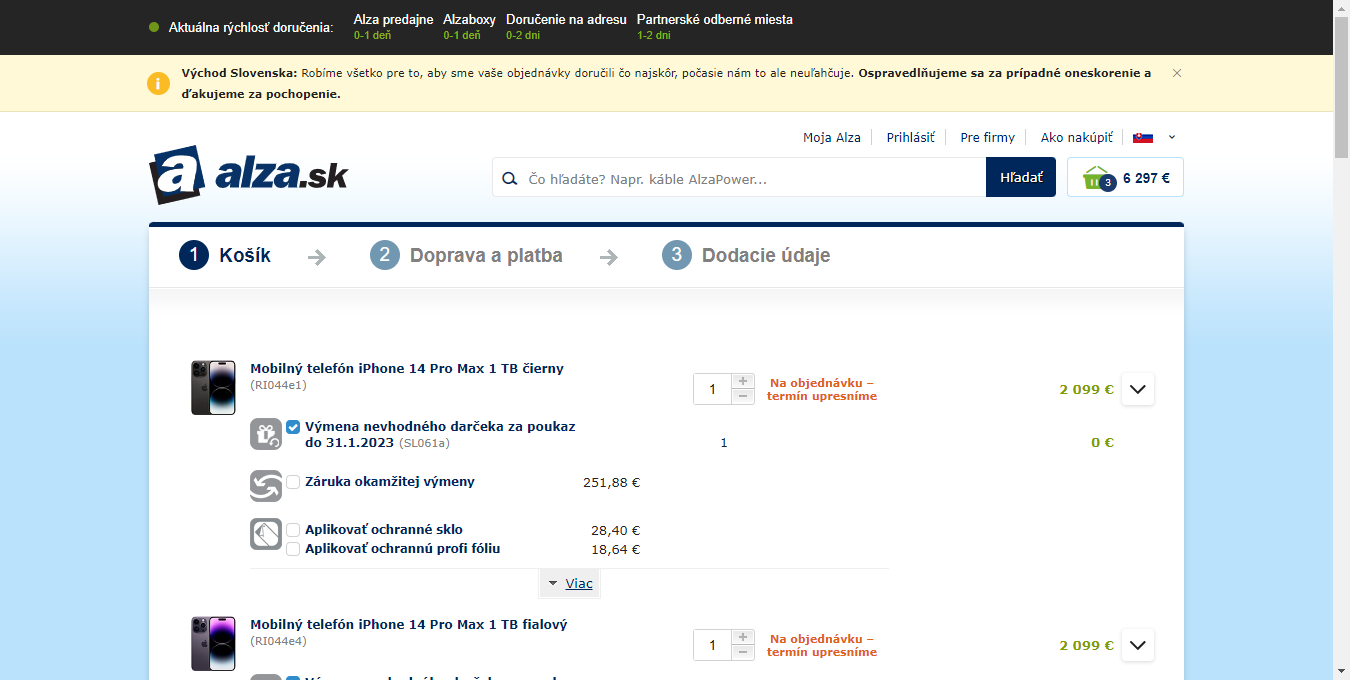 Aktuálna rýchlosť doručenia:
Alza predajne Alzaboxy Doručenie na adresu Partnerské odberné miesta
0-1 deň 0-1 deň 0-2 dni 1-2 dni
Východ Slovenska: Robíme všetko pre to, aby sme vaše objednávky doručili čo najskôr, počasie nám to ale neuľahčuje. Ospravedlňujeme sa za prípadné oneskorenie a
ďakujeme za pochopenie.
Moja Alza Prihlásiť Pre firmy Ako nakúpiť
alza.sk
Čo hľadáte? Napr. káble AlzaPower... Hľadať 3 6 297 €
1 Košík 2 Doprava a platba 3 Dodacie údaje
Mobilný telefón iPhone 14 Pro Max 1 TB čierny
(RI044e1)
1 Na objednávku –
termín upresníme
2 099 €
Výmena nevhodného darčeka za poukaz
do 31.1.2023 (SL061a) 1 0 €
Záruka okamžitej výmeny 251,88 €
Aplikovať ochranné sklo 28,40 €
Aplikovať ochrannú profi fóliu 18,64 €
Viac
Mobilný telefón iPhone 14 Pro Max 1 TB fialový
(RI044e4)
1 Na objednávku –
termín upresníme
2 099 €